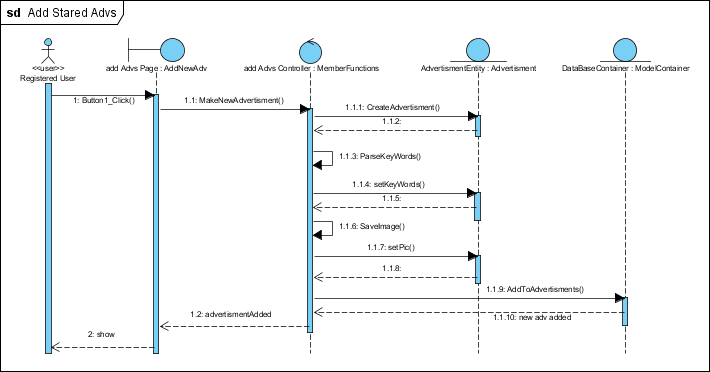 sd Add Stared Advs
<<user>>
Registered User
add Advs Page : AddNewAdv
add Advs Controller : MemberFunctions
AdvertismentEntity : Advertisment
DataBaseContainer : ModelContainer
1: Button1_Click()
1.1: MakeNewAdvertisment()
1.1.1: CreateAdvertisment()
1.1.2:
1.1.3: ParseKeyWords()
1.1.4: setKeyWords()
1.1.5:
1.1.6: SaveImage()
1.1.7: setPic()
1.1.8:
1.1.9: AddToAdvertisments()
1.2: advertismentAdded
1.1.10: new adv added
2: show